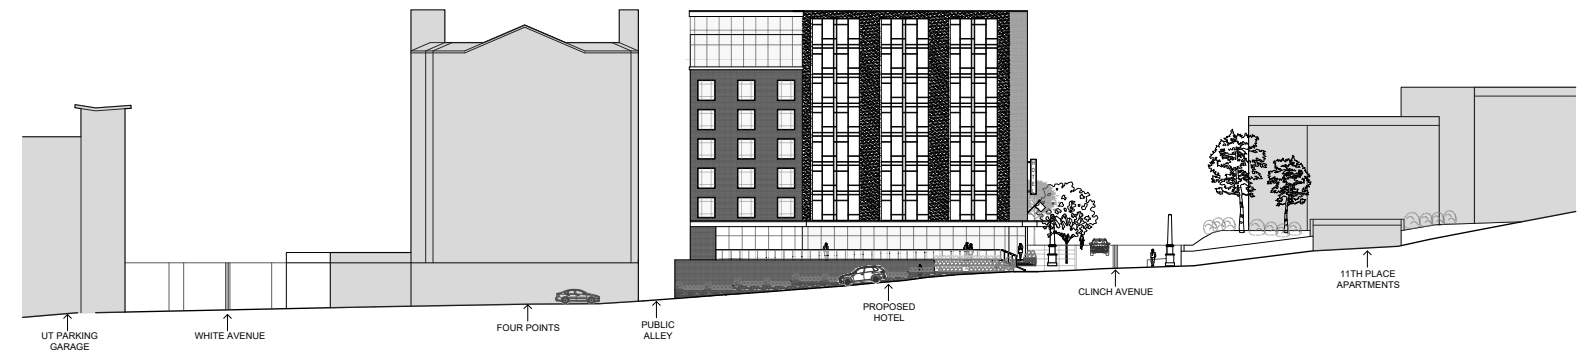 UT PARKING
GARAGE
WHITE AVENUE
FOUR POINTS
PUBLIC
ALLEY
PROPOSED
HOTEL
CLINCH AVENUE
11TH PLACE
APARTMENTS